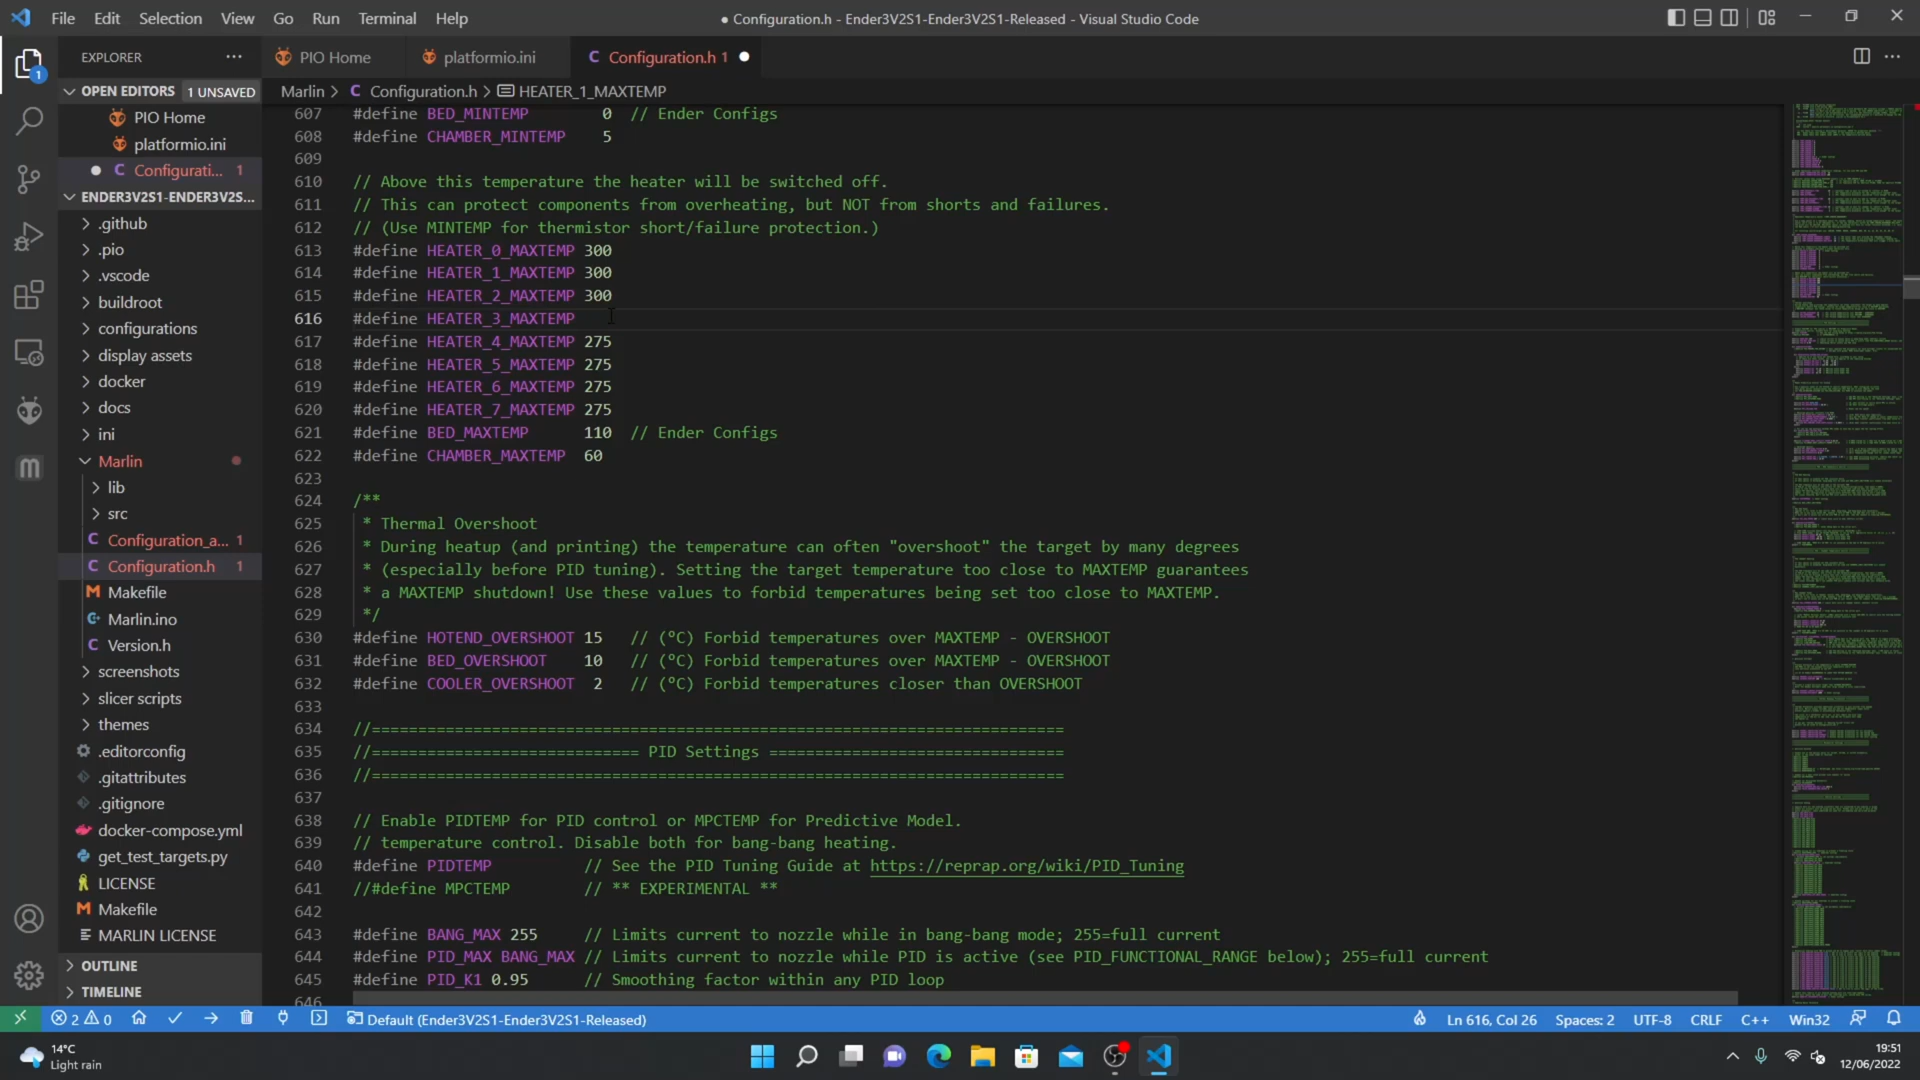 File Edit Selection View Go Run Terminal Help
● Configuration.h - Ender3V2S1-Ender3V2S1-Released - Visual Studio Code
EXPLORER
PIO Home
platformio.ini
Configuration.h 1
OPEN EDITORS 1 UNSAVED
PIO Home
platformio.ini
Configurati... 1
ENDER3V2S1-ENDER3V2S...
.github
.pio
.vscode
buildroot
configurations
display assets
docker
docs
ini
Marlin
lib
src
Configuration_a... 1
Configuration.h 1
Makefile
Marlin.ino
Version.h
screenshots
slicer scripts
themes
.editorconfig
.gitattributes
.gitignore
docker-compose.yml
get_test_targets.py
LICENSE
Makefile
MARLIN LICENSE
OUTLINE
TIMELINE
Marlin > C Configuration.h > HEATER_1_MAXTEMP
607 #define BED_MINTEMP 0 // Ender Configs
608 #define CHAMBER_MINTEMP 5
609
610 // Above this temperature the heater will be switched off.
611 // This can protect components from overheating, but NOT from shorts and failures.
612 // (Use MINTEMP for thermistor short/failure protection.)
613 #define HEATER_0_MAXTEMP 300
614 #define HEATER_1_MAXTEMP 300
615 #define HEATER_2_MAXTEMP 300
616 #define HEATER_3_MAXTEMP
617 #define HEATER_4_MAXTEMP 275
618 #define HEATER_5_MAXTEMP 275
619 #define HEATER_6_MAXTEMP 275
620 #define HEATER_7_MAXTEMP 275
621 #define BED_MAXTEMP 110 // Ender Configs
622 #define CHAMBER_MAXTEMP 60
623
624 /**
625 * Thermal Overshoot
626 * During heatup (and printing) the temperature can often "overshoot" the target by many degrees
627 * (especially before PID tuning). Setting the target temperature too close to MAXTEMP guarantees
628 * a MAXTEMP shutdown! Use these values to forbid temperatures being set too close to MAXTEMP.
629 */
630 #define HOTEND_OVERSHOOT 15 // (°C) Forbid temperatures over MAXTEMP - OVERSHOOT
631 #define BED_OVERSHOOT 10 // (°C) Forbid temperatures over MAXTEMP - OVERSHOOT
632 #define COOLER_OVERSHOOT 2 // (°C) Forbid temperatures closer than OVERSHOOT
633
634 //===========================================================================
635 //============================= PID Settings ================================
636 //===========================================================================
637
638 // Enable PIDTEMP for PID control or MPCTEMP for Predictive Model.
639 // temperature control. Disable both for bang-bang heating.
640 #define PIDTEMP // See the PID Tuning Guide at https://reprap.org/wiki/PID_Tuning
641 //#define MPCTEMP // ** EXPERIMENTAL **
642
643 #define BANG_MAX 255 // Limits current to nozzle while in bang-bang mode; 255=full current
644 #define PID_MAX BANG_MAX // Limits current to nozzle while PID is active (see PID_FUNCTIONAL_RANGE below); 255=full current
645 #define PID_K1 0.95 // Smoothing factor within any PID loop
646
2 0 Default (Ender3V2S1-Ender3V2S1-Released)
Ln 616, Col 26 Spaces: 2 UTF-8 CRLF C++ Win32
14°C
Light rain
19:51
12/06/2022